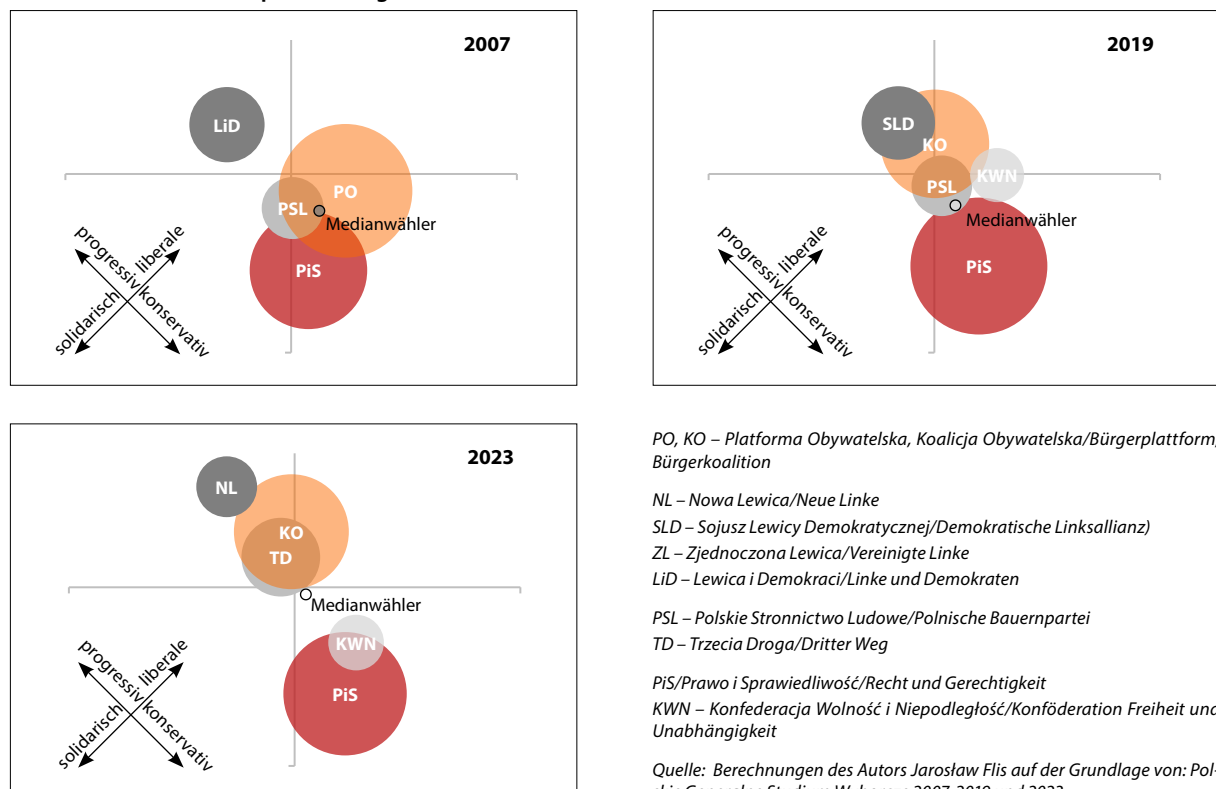 2007
LiD
PO
PSL
Medianwähler
PiS
progressiv
liberale
solidarisch
konservativ
2019
SLD
KO
PSL
KWN
Medianwähler
PiS
progressiv
liberale
solidarisch
konservativ
2023
NL
KO
TD
Medianwähler
KWN
PiS
progressiv
liberale
solidarisch
konservativ
PO, KO – Platforma Obywatelska, Koalicja Obywatelska/Bürgerplattform,
Bürgerkoalition
NL – Nowa Lewica/Neue Linke
SLD – Sojusz Lewicy Demokratycznej/Demokratische Linksallianz)
ZL – Zjednoczona Lewica/Vereinigte Linke
LiD – Lewica i Demokraci/Linke und Demokraten
PSL – Polskie Stronnictwo Ludowe/Polnische Bauernpartei
TD – Trzecia Droga/Dritter Weg
PiS/Prawo i Sprawiedliwość/Recht und Gerechtigkeit
KWN – Konfederacja Wolność i Niepodległość/Konföderation Freiheit und
Unabhängigkeit
Quelle: Berechnungen des Autors Jarosław Flis auf der Grundlage von: Pol-